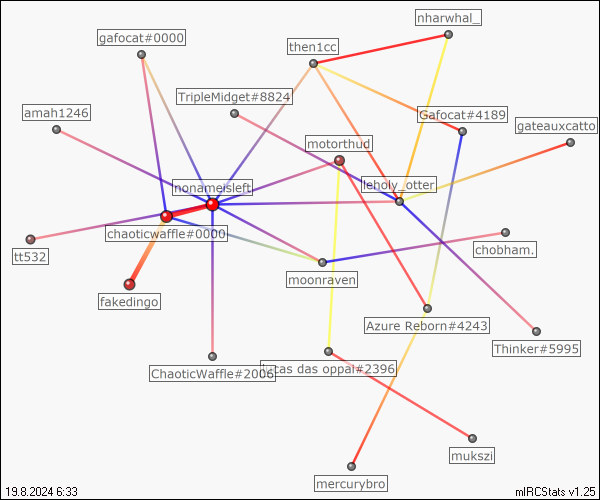 nharwhal_
gafocat#0000
then1cc
TripleMidget#8824
amah1246
Gafocat#4189
gateauxcatto
motorthud
nonameisleft
leholy_otter
chaoticwaffle#0000
chobham.
tt532
moonraven
fakedingo
Azure Reborn#4243
Thinker#5995
ChaoticWaffle#2006
cas das oppai#2396
mukszi
mercurybro
19.8.2024 6:33
mIRCStats v1.25